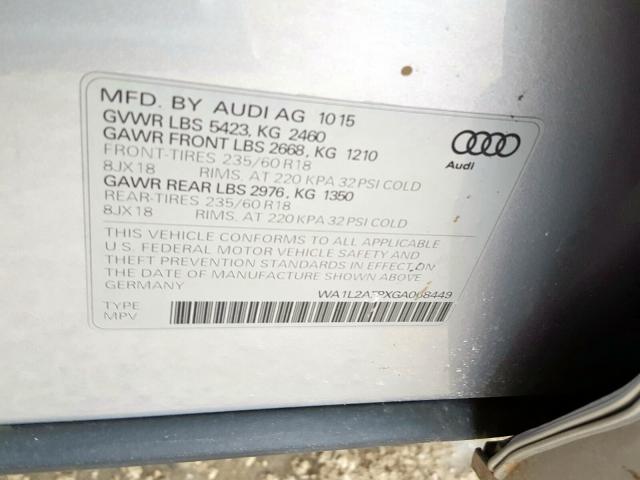 MFD. BY AUDI AG 10 15
GVWR LBS 5423, KG 2460
GAWR FRONT LBS 2668, KG 1210
FRONT-TIRES 235/60 R18
8JX18 RIMS. AT 220 KPA 32 PSI COLD
GAWR REAR LBS 2976, KG 1350
REAR-TIRES 235/60 R18
8JX18 RIMS. AT 220 KPA 32 PSI COLD
Audi
THIS VEHICLE CONFORMS TO ALL APPLICABLE
U.S. FEDERAL MOTOR VEHICLE SAFETY AND
THEFT PREVENTION STANDARDS IN EFFECT ON
THE DATE OF MANUFACTURE SHOWN ABOVE
GERMANY
TYPE
MPV